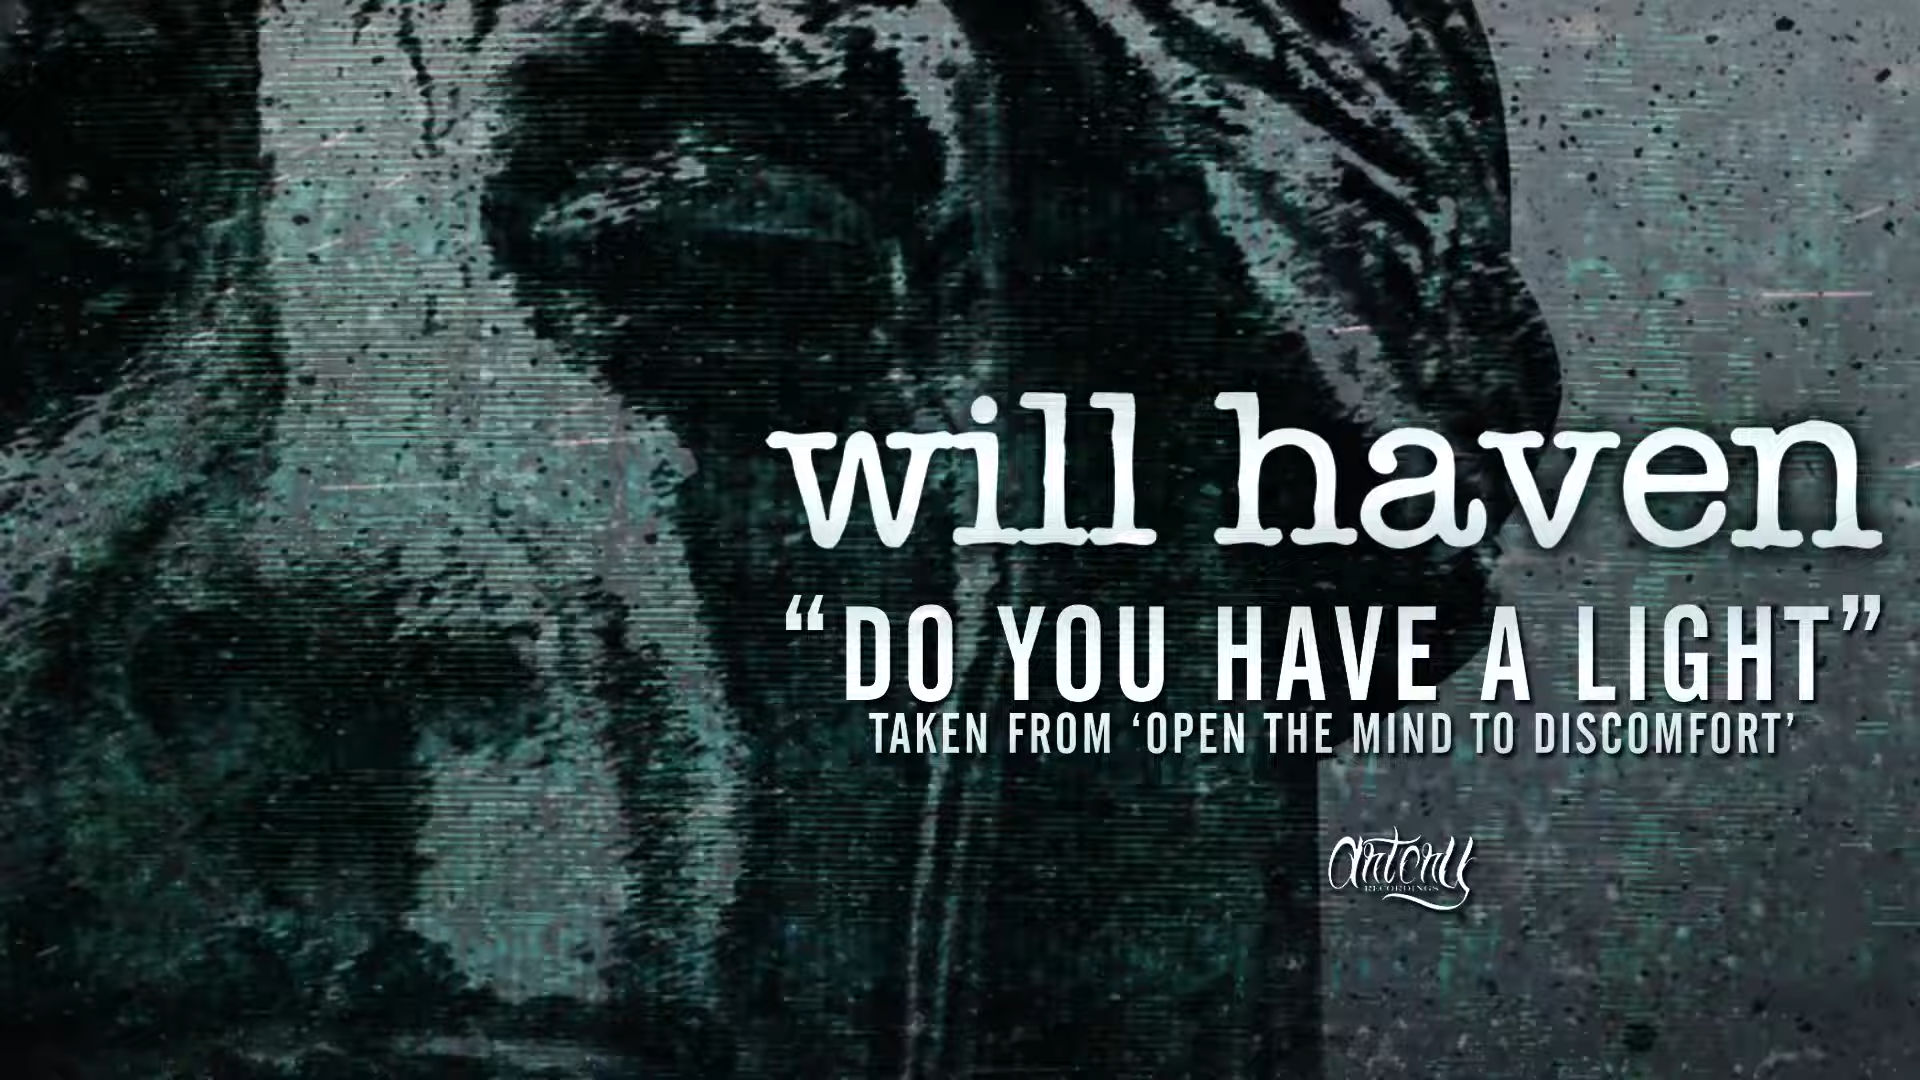 will haven
“DO YOU HAVE A LIGHT”
TAKEN FROM ‘OPEN THE MIND TO DISCOMFORT’
artery
RECORDINGS